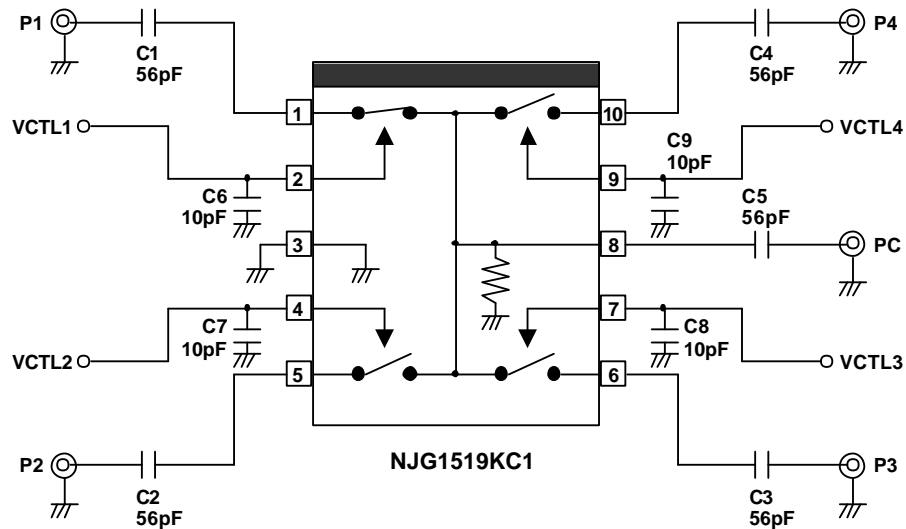 P1
C1
56pF
C4
56pF
P4
VCTL1
1
10
VCTL4
C9
10pF
C6
10pF
2
9
C5
56pF
3
8
PC
4
7
C7
10pF
C8
10pF
VCTL2
5
6
VCTL3
P2
C2
56pF
NJG1519KC1
C3
56pF
P3